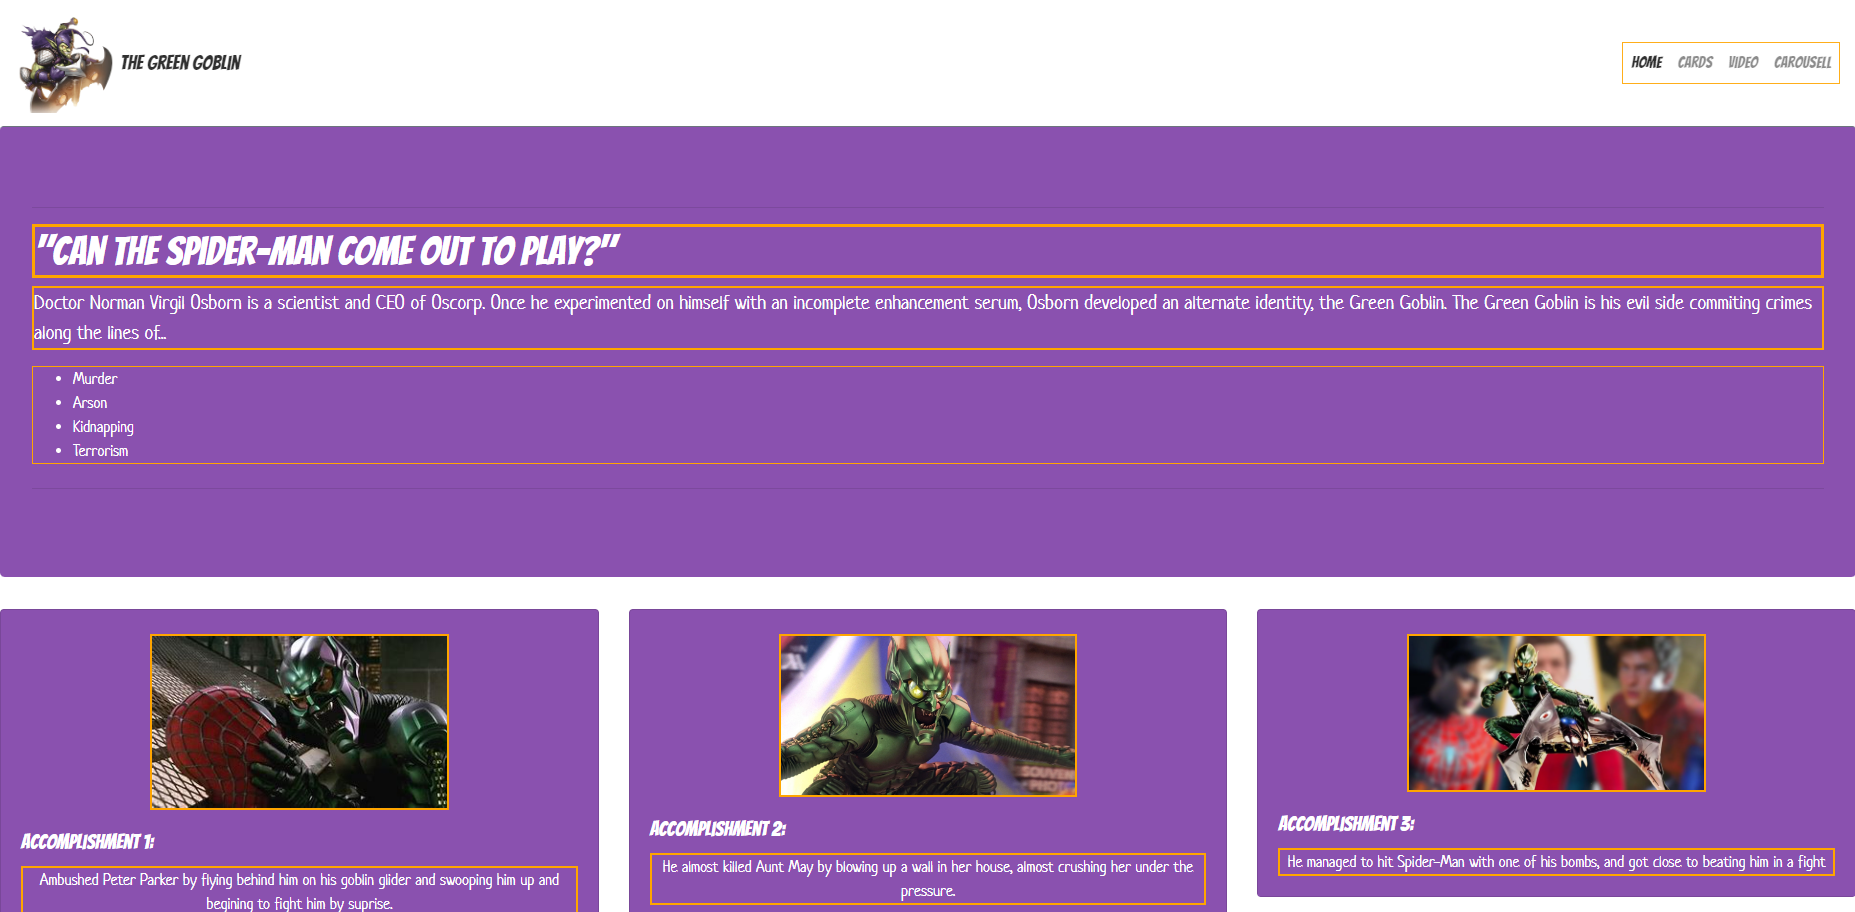 THE GREEN GOBLIN
HOME CARDS VIDEO CAROUSELL
"CAN THE SPIDER-MAN COME OUT TO PLAY?"
Doctor Norman Virgil Osborn is a scientist and CEO of Oscorp. Once he experimented on himself with an incomplete enhancement serum, Osborn developed an alternate identity, the Green Goblin. The Green Goblin is his evil side commiting crimes
along the lines of...
• Murder
• Arson
• Kidnapping
• Terrorism
ACCOMPLISHMENT 1:
Ambushed Peter Parker by flying behind him on his goblin glider and swooping him up and
begining to fight him by suprise.
ACCOMPLISHMENT 2:
He almost killed Aunt May by blowing up a wall in her house, almost crushing her under the
pressure.
ACCOMPLISHMENT 3:
He managed to hit Spider-Man with one of his bombs, and got close to beating him in a fight